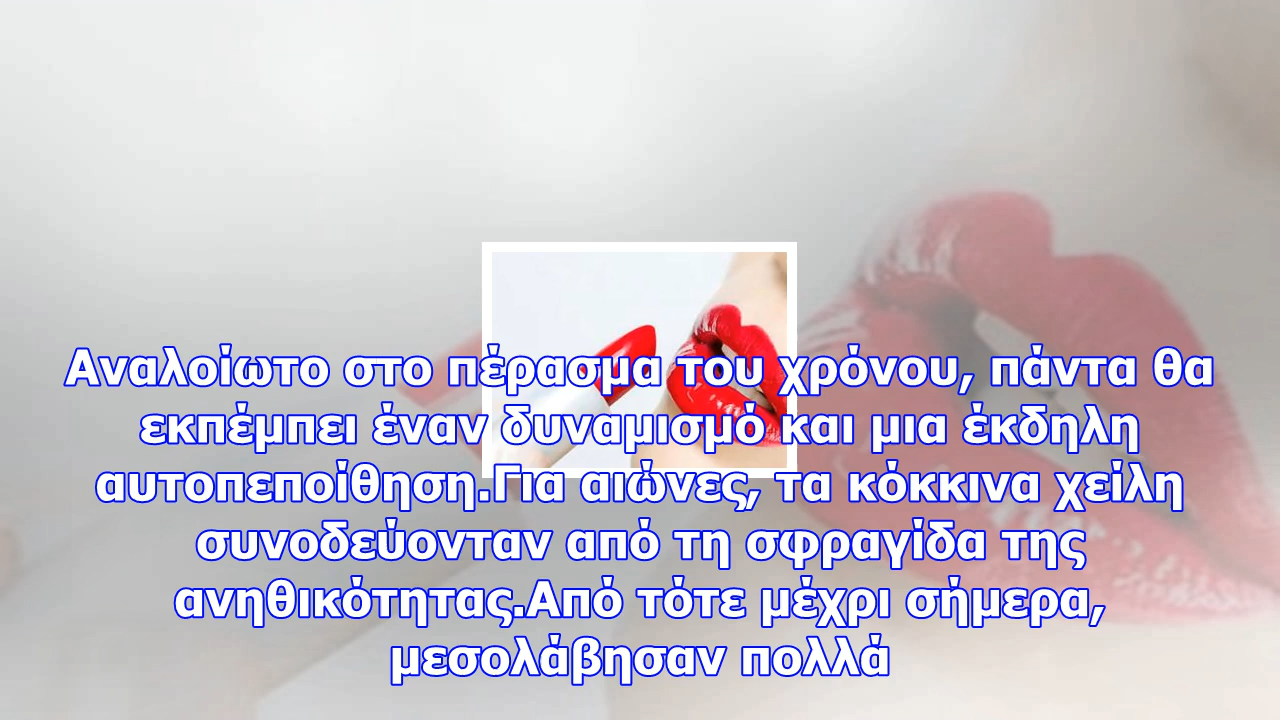 Αναλοίωτο στο πέρασμα του χρόνου, πάντα θα
εκπέμπει έναν δυναμισμό και μια έκδηλη
αυτοπεποίθηση.Για αιώνες, τα κόκκινα χείλη
συνοδεύονταν από τη σφραγίδα της
ανηθικότητας.Από τότε μέχρι σήμερα,
μεσολάβησαν πολλά